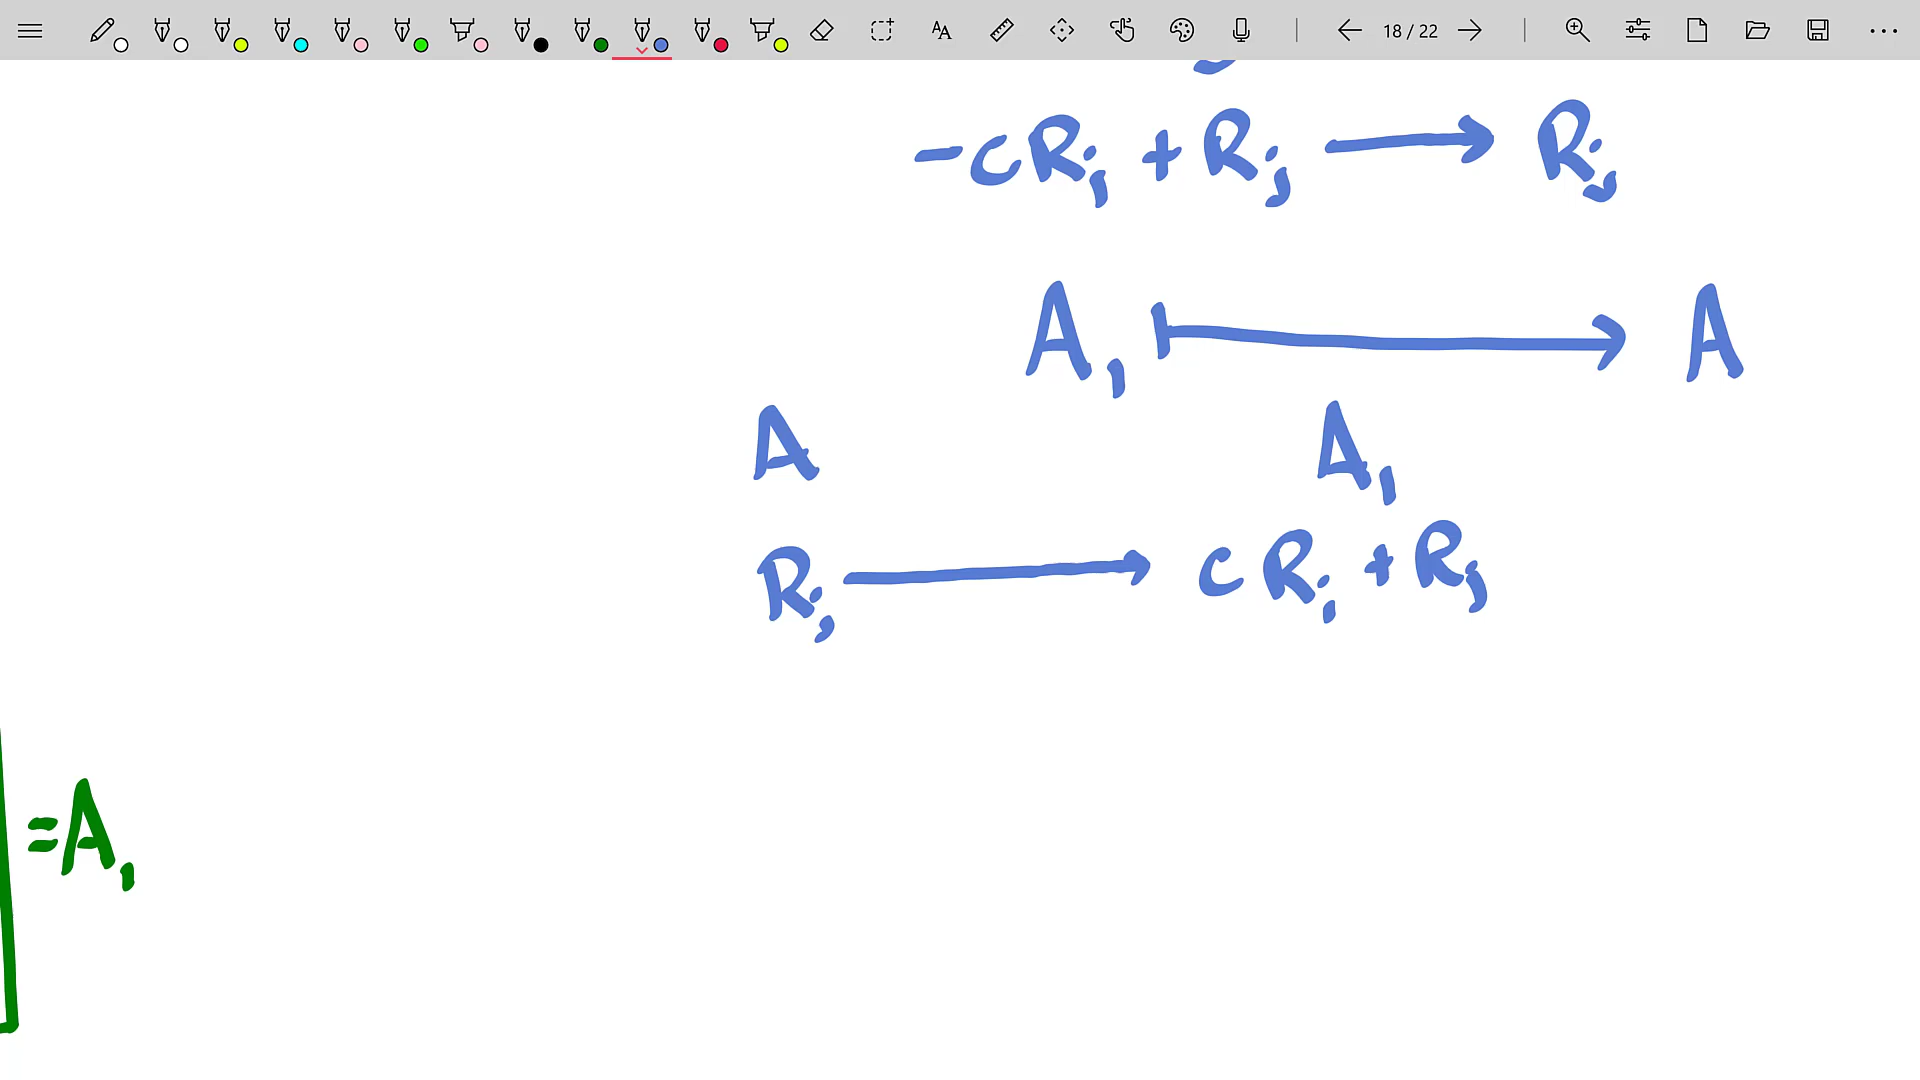 18 / 22
-cRi + Rj → Rj
A₁ ↦ A
A A₁
Rj → cRi + Rj
=A₁